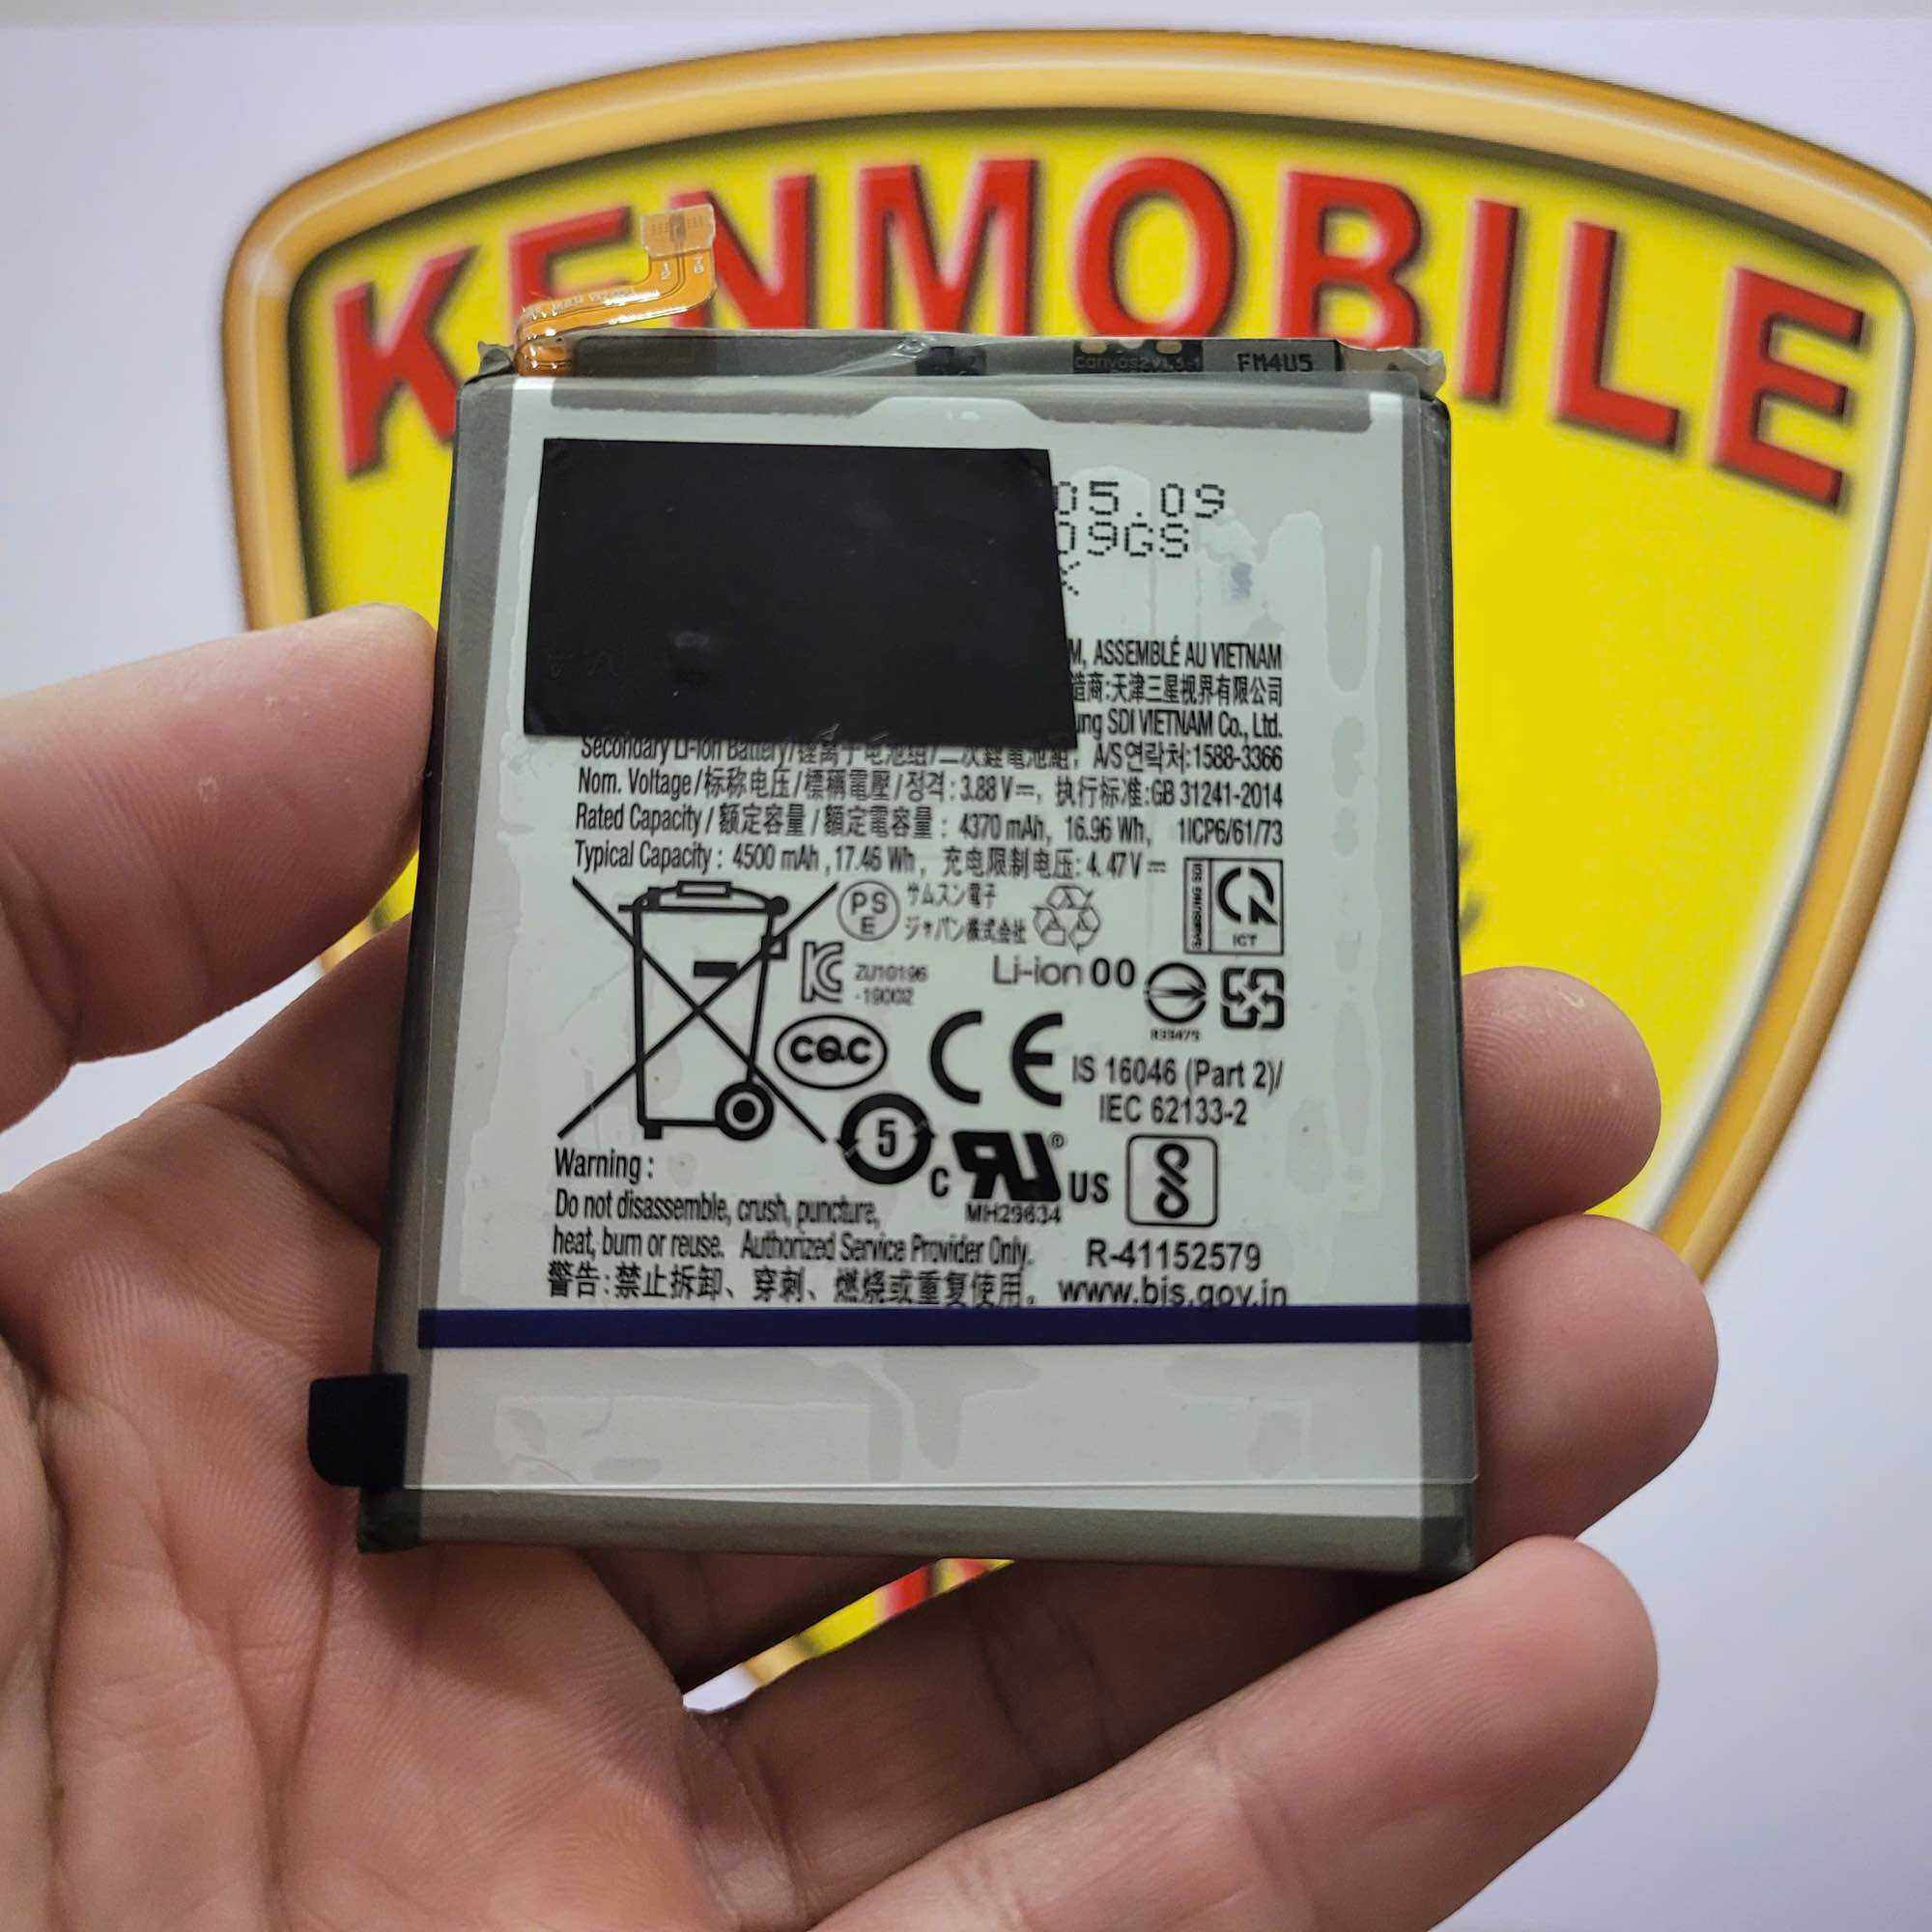 KENMOBILE
FM4U5
05.09
09GS
M, ASSEMBLÉ AU VIETNAM
造商:天津三星视界有限公司
ung SDI VIETNAM Co., Ltd.
Secondary Li-ion Battery/锂离子电池组/二次鋰電池組, A/S연락처:1588-3366
Nom. Voltage/标称电压/標稱電壓/정격: 3.88 V⎓, 执行标准:GB 31241-2014
Rated Capacity / 额定容量 / 額定電容量 : 4370 mAh, 16.96 Wh, 1ICP6/61/73
Typical Capacity : 4500 mAh ,17.46 Wh , 充电限制电压: 4.47V⎓
PS
E
サムスン電子
ジャパン株式会社
ICT
ZU10196
-19002
Li-ion 00
R33475
CQC
CE
IS 16046 (Part 2)/
IEC 62133-2
5
C
US
®
MH29634
Warning :
Do not disassemble, crush, puncture,
heat, burn or reuse. Authorized Service Provider Only.
R-41152579
警告:禁止拆卸、穿刺、燃烧或重复使用。
www.bis.gov.in